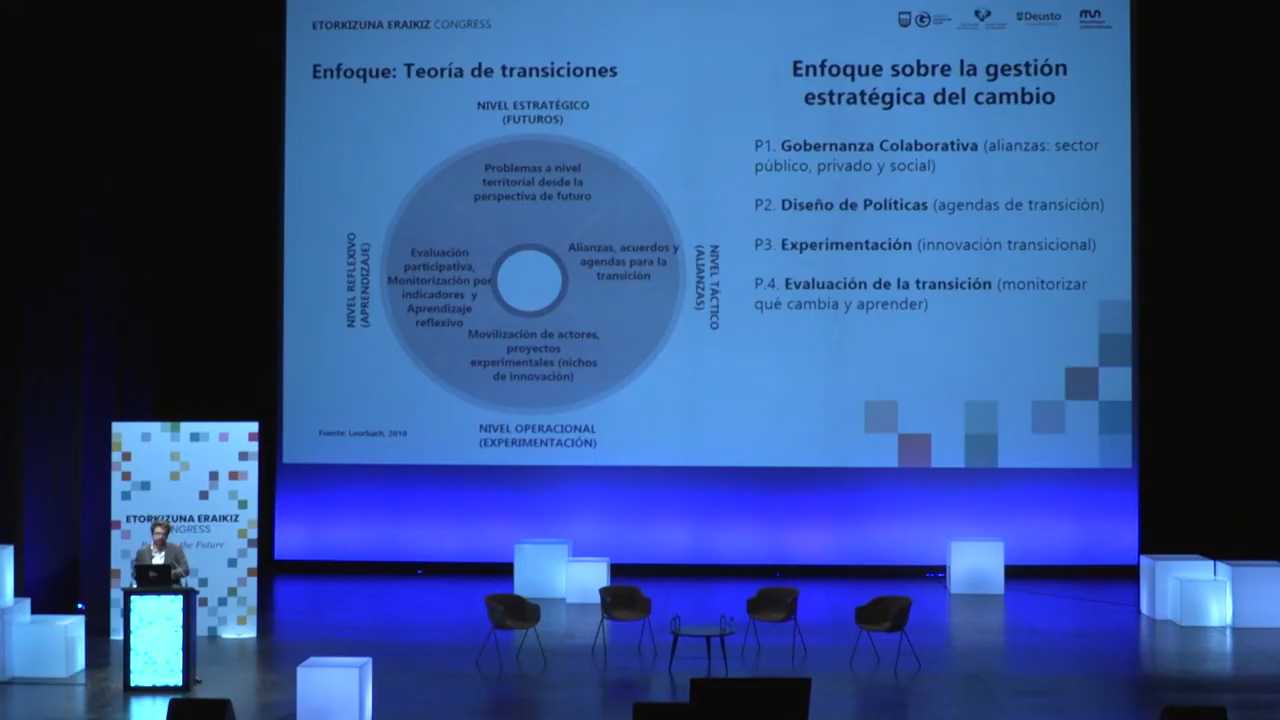 ETORKIZUNA ERAIKIZ CONGRESS
Deusto
Enfoque: Teoría de transiciones
NIVEL ESTRATÉGICO
(FUTUROS)
Problemas a nivel
territorial desde la
perspectiva de futuro
NIVEL REFLEXIVO
(APRENDIZAJE)
Evaluación
participativa,
Monitorización por
indicadores y
Aprendizaje
reflexivo
Alianzas, acuerdos y
agendas para la
transición
NIVEL TÁCTICO
(ALIANZAS)
Movilización de actores,
proyectos
experimentales (nichos
de innovación)
NIVEL OPERACIONAL
(EXPERIMENTACIÓN)
Fuente: Loorbach, 2010
Enfoque sobre la gestión
estratégica del cambio
P1. Gobernanza Colaborativa (alianzas: sector
público, privado y social)
P2. Diseño de Políticas (agendas de transición)
P3. Experimentación (innovación transicional)
P.4. Evaluación de la transición (monitorizar
qué cambia y aprender)
ETORKIZUNA ERAIKIZ
the Future